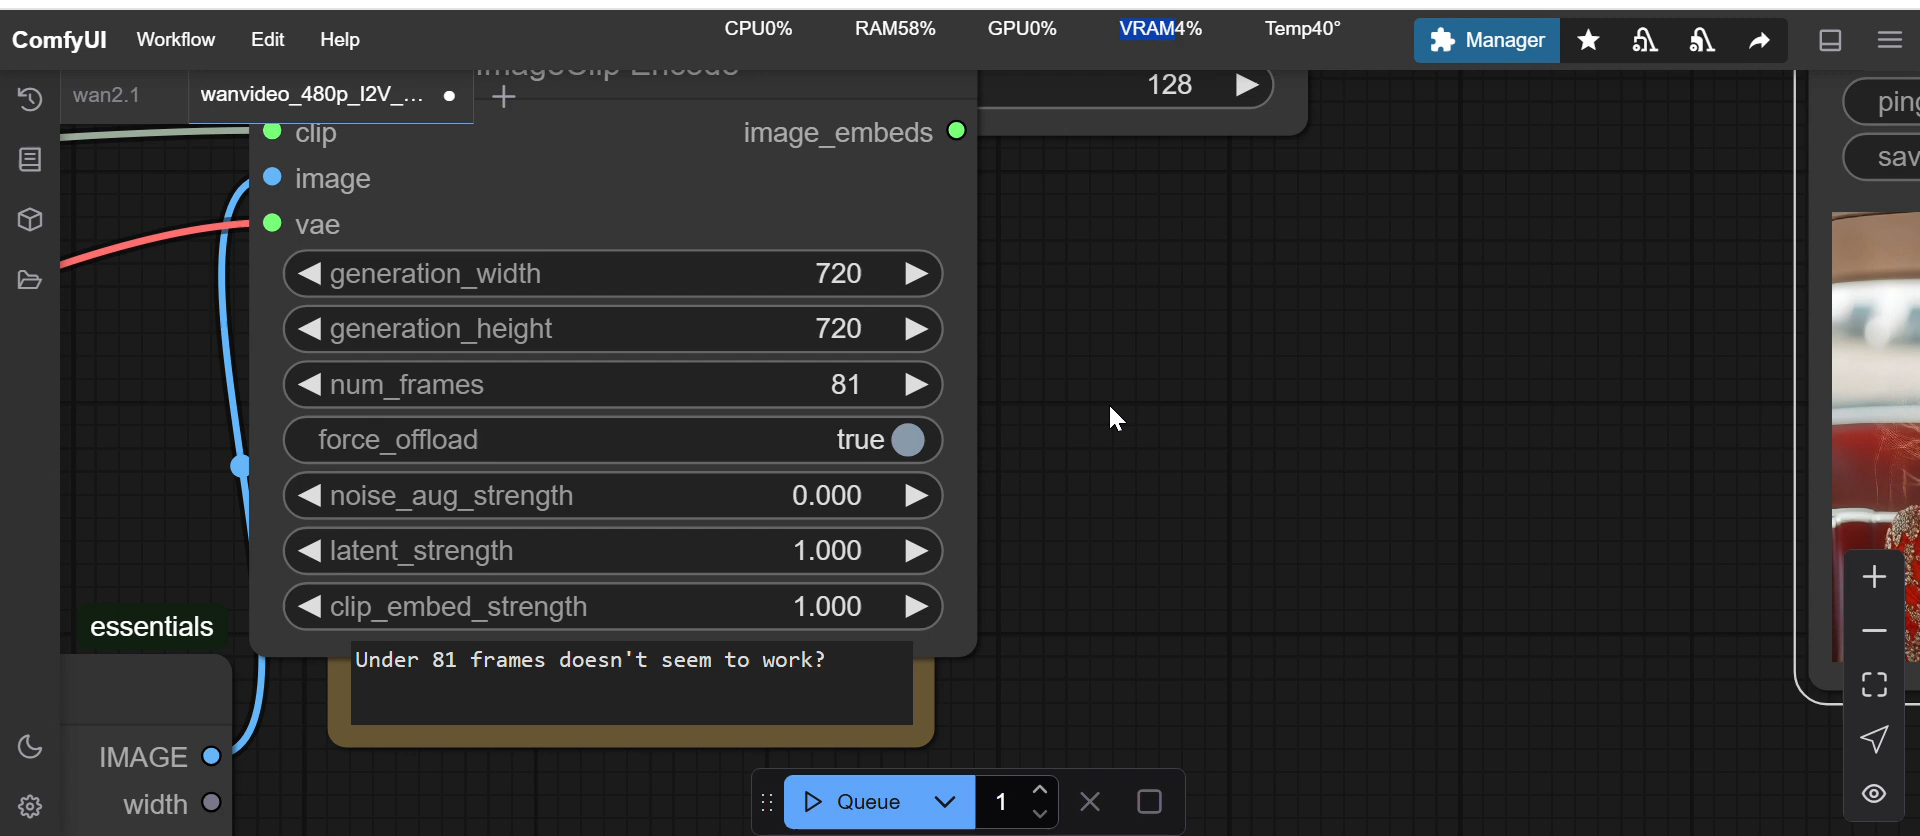 ComfyUI Workflow Edit Help CPU0% RAM58% GPU0% VRAM4% Temp40° Manager
wan2.1 wanvideo_480p_I2V_... 128
clip image_embeds
image
vae
generation_width 720
generation_height 720
num_frames 81
force_offload true
noise_aug_strength 0.000
latent_strength 1.000
clip_embed_strength 1.000
essentials
Under 81 frames doesn't seem to work?
IMAGE
width
Queue 1